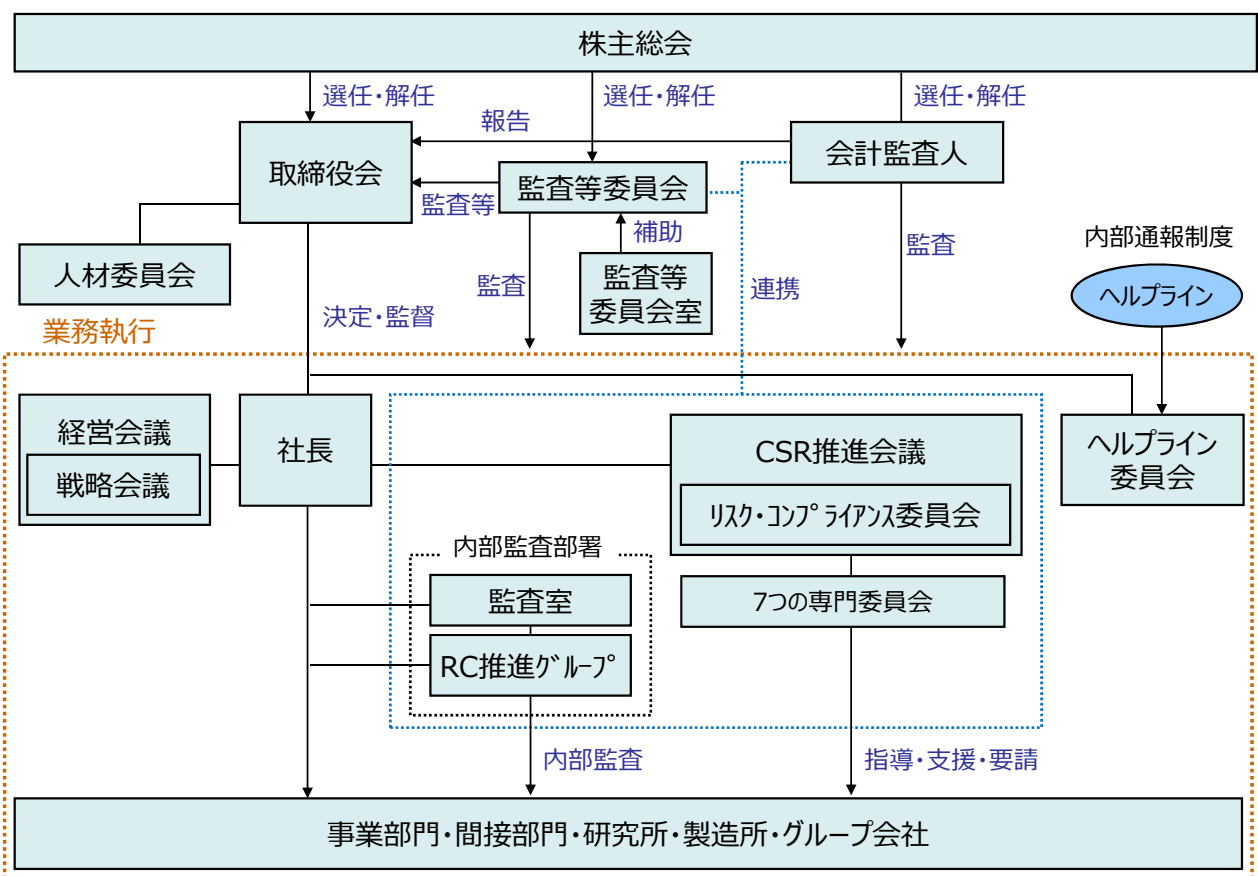 株主総会
選任・解任
選任・解任
選任・解任
報告
取締役会
会計監査人
監査等委員会
監査等
補助
監査
内部通報制度
人材委員会
監査等
委員会室
監査
連携
ヘルプライン
決定・監督
業務執行
経営会議
戦略会議
社長
CSR推進会議
リスク・コンプライアンス委員会
ヘルプライン
委員会
内部監査部署
監査室
7つの専門委員会
RC推進グループ
内部監査
指導・支援・要請
事業部門・間接部門・研究所・製造所・グループ会社